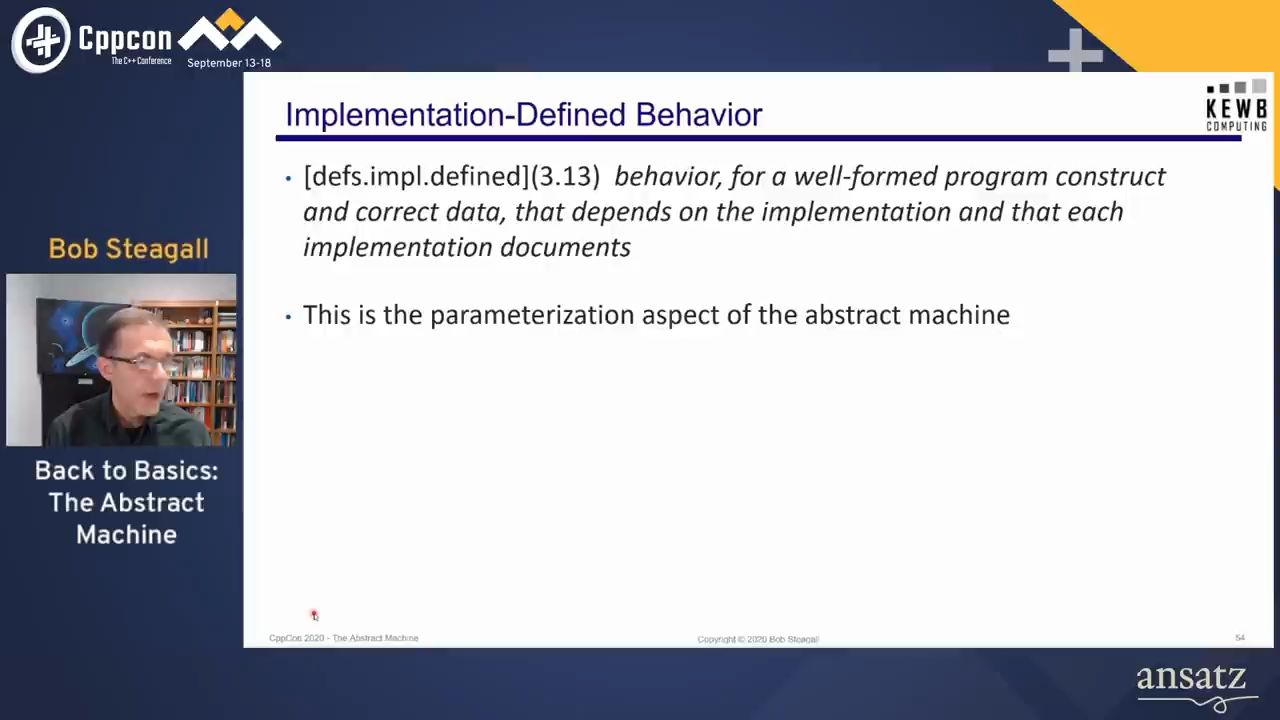 Cppcon
The C++ Conference
September 13-18
KEWB
COMPUTING
Implementation-Defined Behavior
• [defs.impl.defined](3.13) behavior, for a well-formed program construct
and correct data, that depends on the implementation and that each
implementation documents
• This is the parameterization aspect of the abstract machine
Bob Steagall
Back to Basics:
The Abstract
Machine
CppCon 2020 - The Abstract Machine
Copyright © 2020 Bob Steagall
54
ansatz